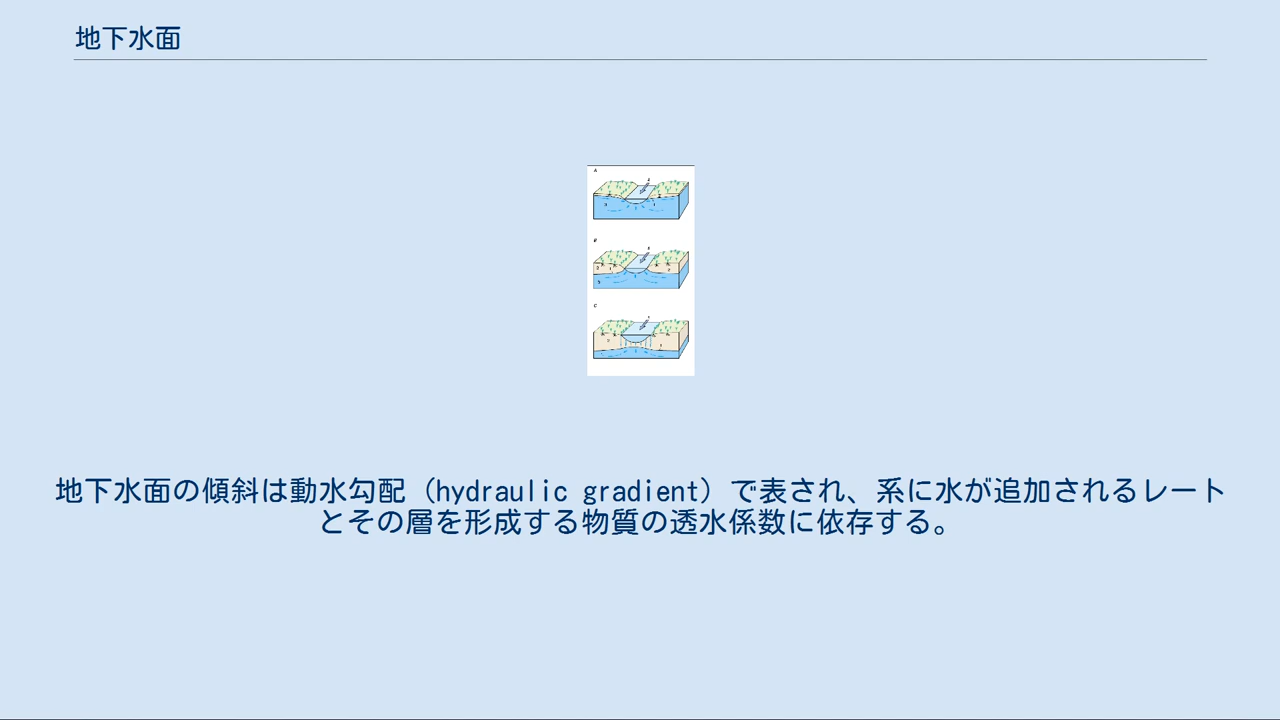 地下水面
A
B
C
地下水面の傾斜は動水勾配（hydraulic gradient）で表され、系に水が追加されるレート
とその層を形成する物質の透水係数に依存する。